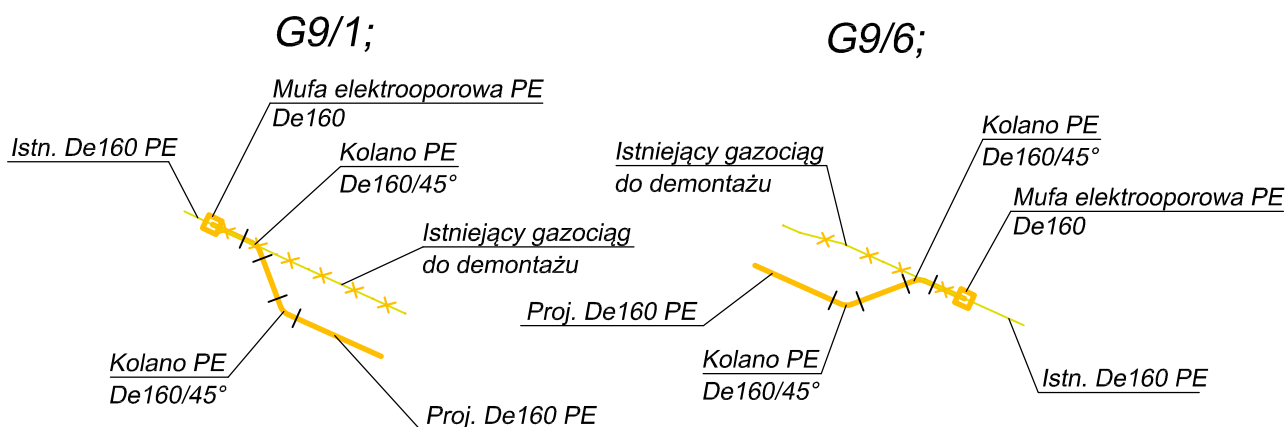 G9/1;
Mufa elektrooporowa PE
De160
Istn. De160 PE
Kolano PE
De160/45°
Istniejący gazociąg
do demontażu
Kolano PE
De160/45°
Proj. De160 PE
G9/6;
Kolano PE
De160/45°
Istniejący gazociąg
do demontażu
Mufa elektrooporowa PE
De160
Proj. De160 PE
Kolano PE
De160/45°
Istn. De160 PE